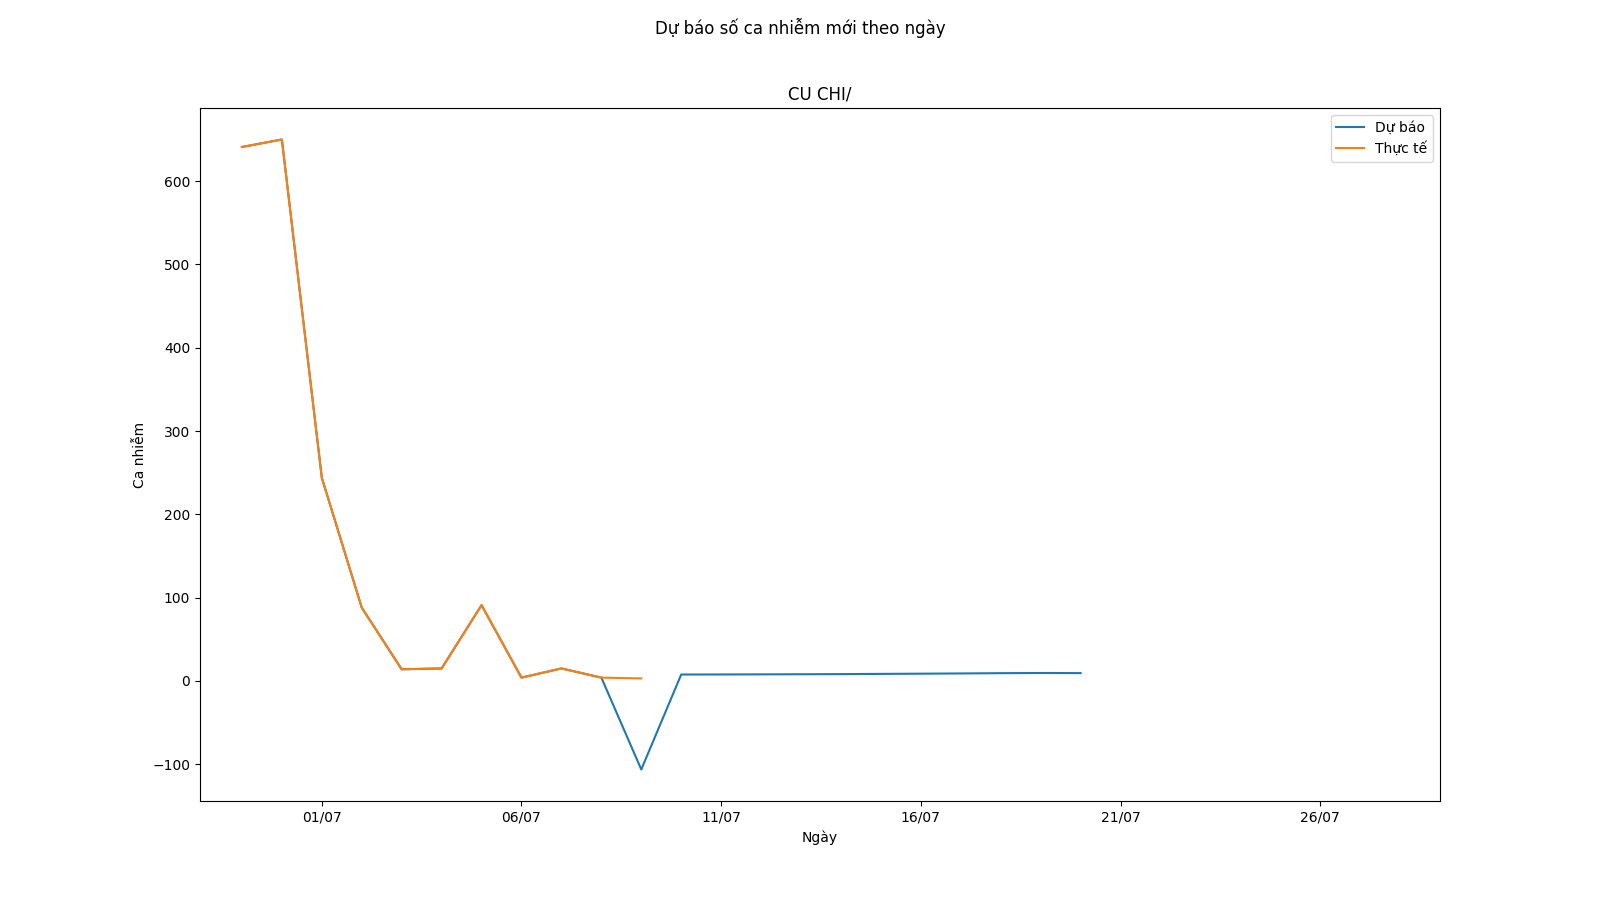 Dự báo số ca nhiễm mới theo ngày
CU CHI/
Dự báo
Thực tế
600
500
400
300
200
100
0
−100
Ca nhiễm
01/07
06/07
11/07
16/07
21/07
26/07
Ngày